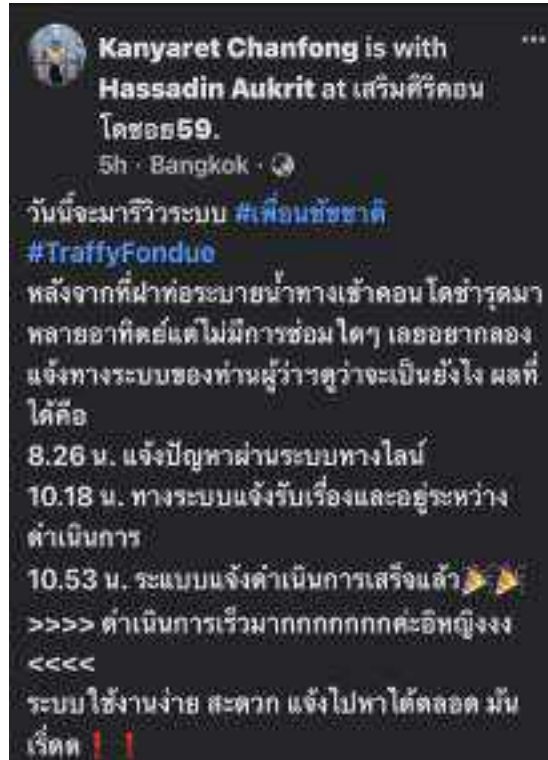 Kanyaret Chanfong is with
Hassadin Aukrit at เสริมศิริคอน
โดซอย59.
5h · Bangkok ·
วันนี้จะมารีวิวระบบ #เพื่อนชัชชาติ
#TraffyFondue
หลังจากที่ฝาท่อระบายน้ำทางเข้าคอนโดชำรุดมา
หลายอาทิตย์แต่ไม่มีการซ่อมใดๆ เลยอยากลอง
แจ้งทางระบบของท่านผู้ว่าฯดูว่าจะเป็นยังไง ผลที่
ได้คือ
8.26 น. แจ้งปัญหาผ่านระบบทางไลน์
10.18 น. ทางระบบแจ้งรับเรื่องและอยู่ระหว่าง
ดำเนินการ
10.53 น. ระแบบแจ้งดำเนินการเสร็จแล้ว🎉🎉
>>>> ดำเนินการเร็วมากกกกกกกกค่ะอีหญิงงง
<<<<
ระบบใช้งานง่าย สะดวก แจ้งไปหาได้ตลอด มัน
เริ่ดด❗❗